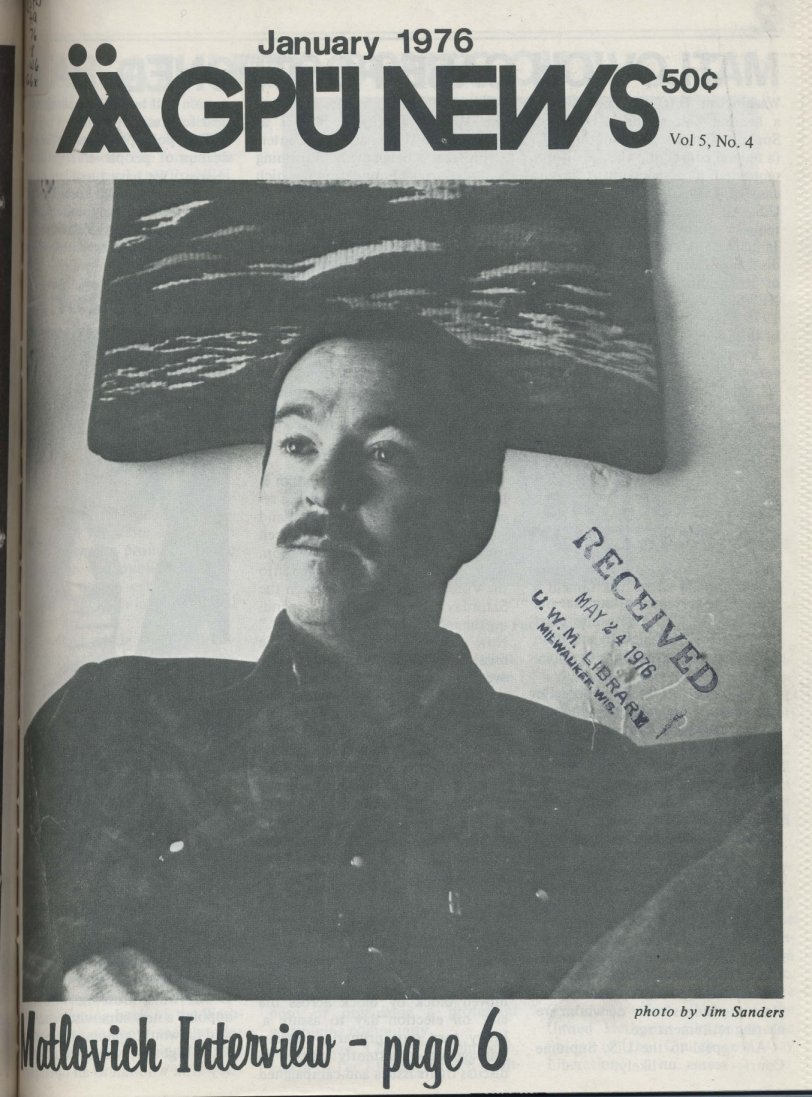 January 1976
GPU NEWS
50¢
Vol 5, No. 4
RECEIVED
MAY 24 1976
U. W. M. LIBRARY
MILWAUKEE, WIS.
photo by Jim Sanders
Matlovich Interview - page 6